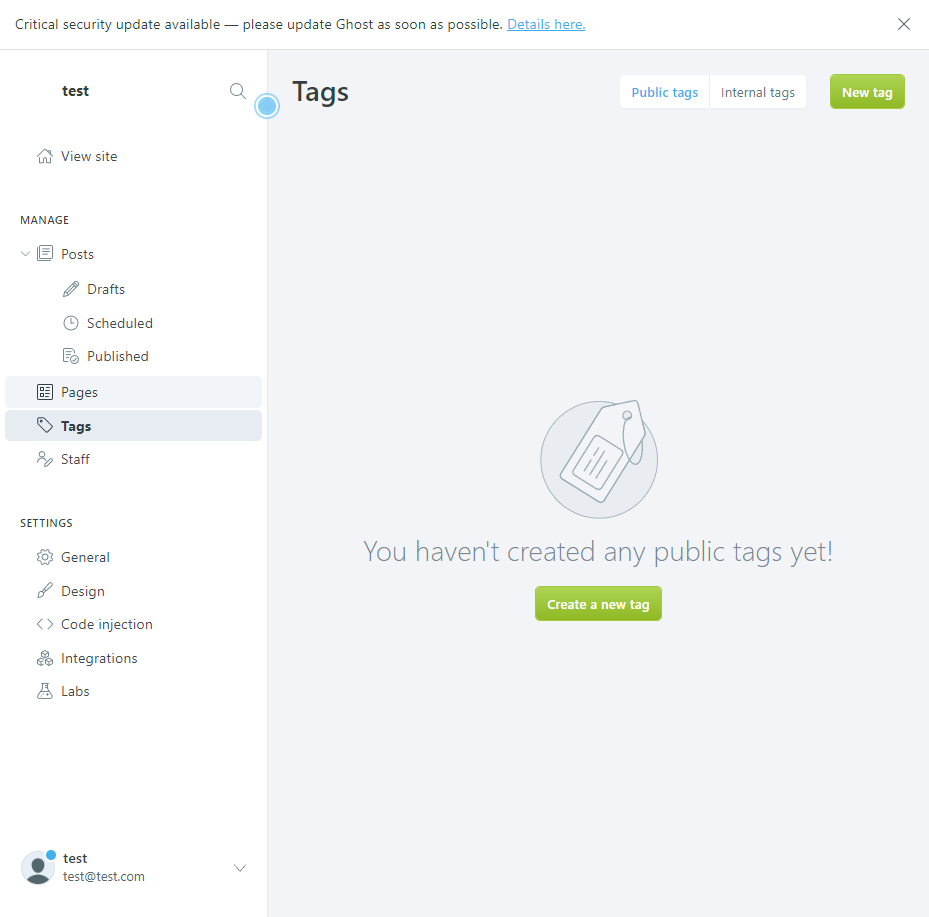 Critical security update available — please update Ghost as soon as possible. Details here.
test
View site
MANAGE
Posts
Drafts
Scheduled
Published
Pages
Tags
Staff
SETTINGS
General
Design
Code injection
Integrations
Labs
test
test@test.com
Tags
Public tags
Internal tags
New tag
You haven't created any public tags yet!
Create a new tag